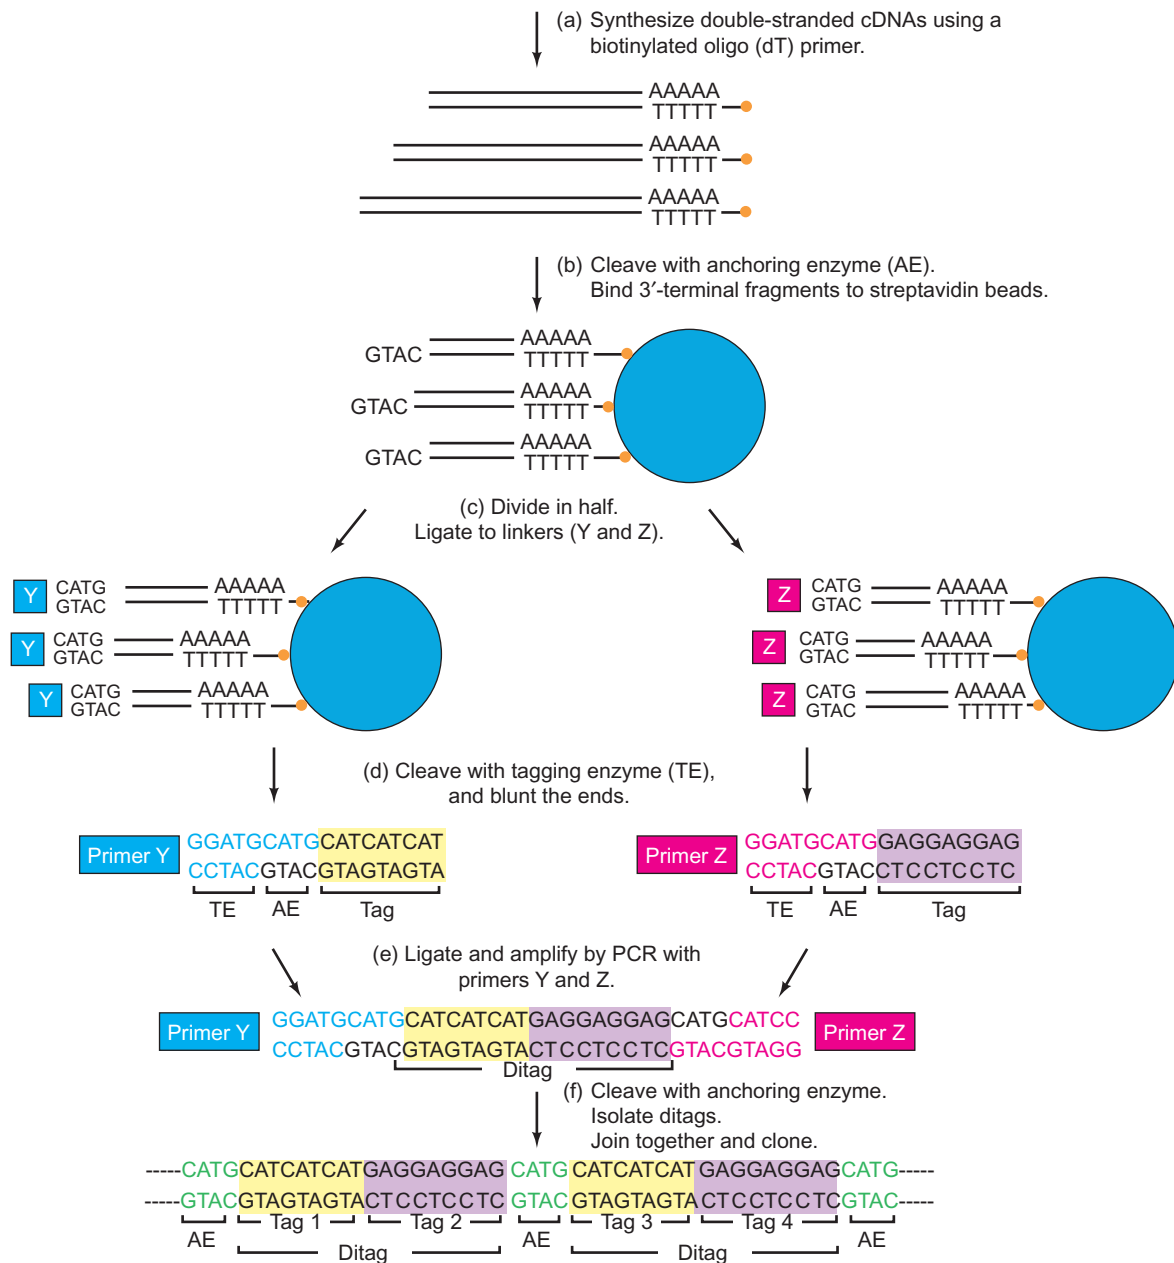 (a) Synthesize double-stranded cDNAs using a
biotinylated oligo (dT) primer.
AAAAA
TTTTT
AAAAA
TTTTT
AAAAA
TTTTT
(b) Cleave with anchoring enzyme (AE).
Bind 3′-terminal fragments to streptavidin beads.
AAAAA
GTAC TTTTT
AAAAA
GTAC TTTTT
AAAAA
GTAC TTTTT
(c) Divide in half.
Ligate to linkers (Y and Z).
Y CATG AAAAA
GTAC TTTTT
Y CATG AAAAA
GTAC TTTTT
Y CATG AAAAA
GTAC TTTTT
Z CATG AAAAA
GTAC TTTTT
Z CATG AAAAA
GTAC TTTTT
Z CATG AAAAA
GTAC TTTTT
(d) Cleave with tagging enzyme (TE),
and blunt the ends.
Primer Y GGATGCATGCATCATCAT
CCTACGTACGTAGTAGTA
TE AE Tag
Primer Z GGATGCATGGAGGAGGAG
CCTACGTACCTCCTCCTC
TE AE Tag
(e) Ligate and amplify by PCR with
primers Y and Z.
Primer Y GGATGCATGCATCATCATGAGGAGGAGCATGCATCC Primer Z
CCTACGTACGTAGTAGTACTCCTCCTCGTACGTAGG
Ditag
(f) Cleave with anchoring enzyme.
Isolate ditags.
Join together and clone.
-----CATGCATCATCATGAGGAGGAG CATG CATCATCATGAGGAGGAGCATG-----
-----GTACGTAGTAGTACTCCTCCTC GTAC GTAGTAGTACTCCTCCTCGTAC-----
AE Tag 1 Tag 2 AE Tag 3 Tag 4 AE
Ditag Ditag